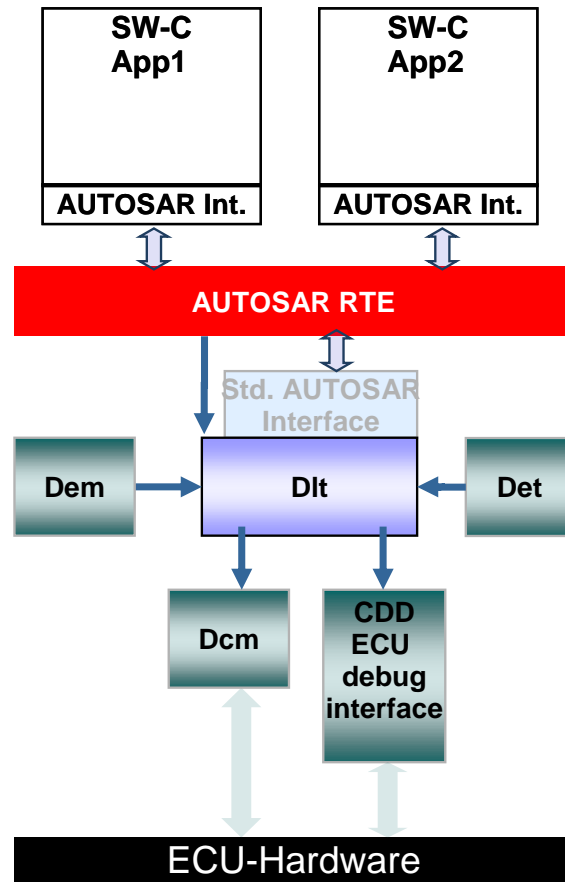 SW-C
App1
SW-C
App2
AUTOSAR Int.
AUTOSAR Int.
AUTOSAR RTE
Std. AUTOSAR
Interface
Dem
Dlt
Det
Dcm
CDD
ECU
debug
interface
ECU-Hardware